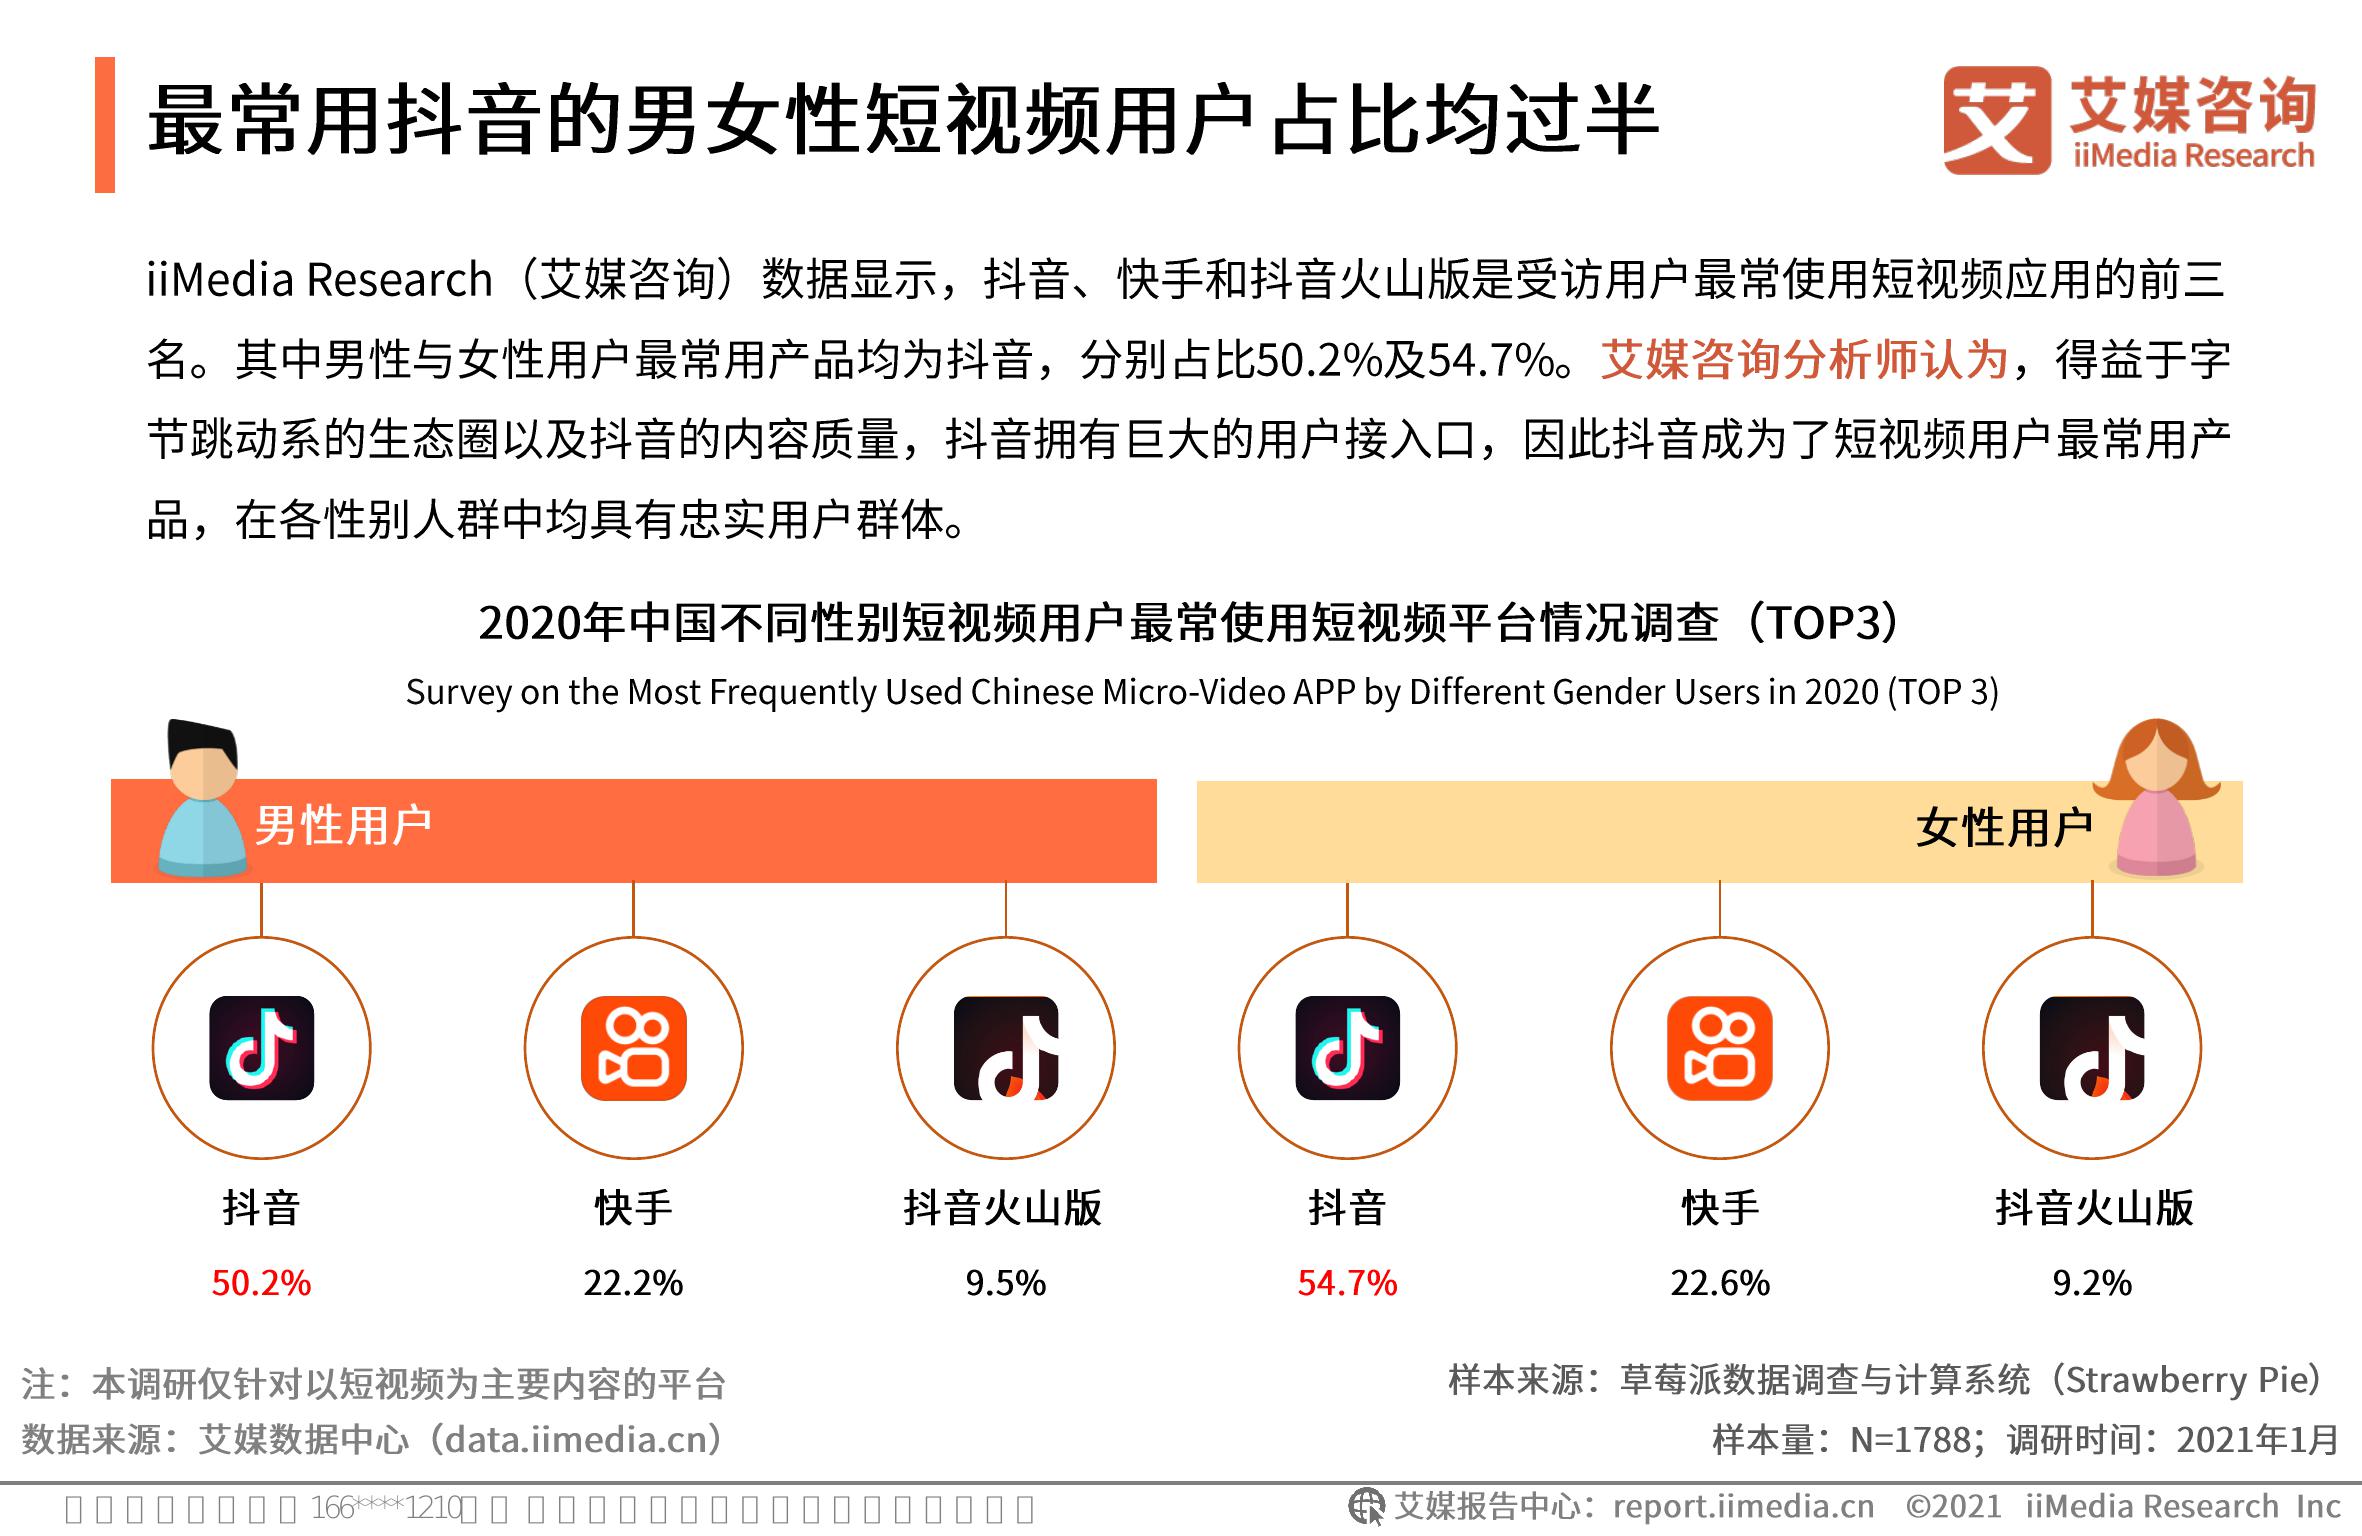 最常用抖音的男女性短视频用户占比均过半
艾
艾媒咨询
iiMedia Research
iiMedia Research（艾媒咨询）数据显示，抖音、快手和抖音火山版是受访用户最常使用短视频应用的前三
名。其中男性与女性用户最常用产品均为抖音，分别占比50.2%及54.7%。艾媒咨询分析师认为，得益于字
节跳动系的生态圈以及抖音的内容质量，抖音拥有巨大的用户接入口，因此抖音成为了短视频用户最常用产
品，在各性别人群中均具有忠实用户群体。
2020年中国不同性别短视频用户最常使用短视频平台情况调查（TOP3）
Survey on the Most Frequently Used Chinese Micro-Video APP by Different Gender Users in 2020 (TOP 3)
男性用户
女性用户
抖音 快手 抖音火山版 抖音 快手 抖音火山版
50.2% 22.2% 9.5% 54.7% 22.6% 9.2%
注：本调研仅针对以短视频为主要内容的平台
数据来源：艾媒数据中心（data.iimedia.cn）
样本来源：草莓派数据调查与计算系统（Strawberry Pie）
样本量：N=1788；调研时间：2021年1月
166****1210
艾媒报告中心：report.iimedia.cn ©2021 iiMedia Research Inc